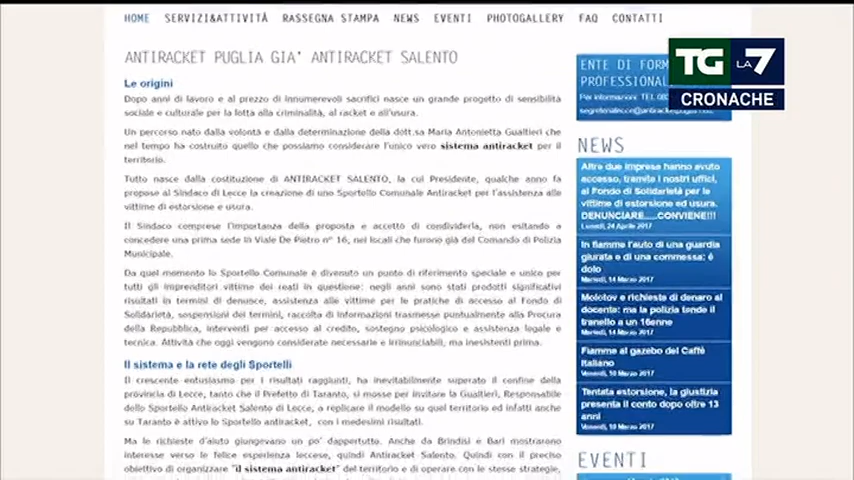 HOME SERVIZI&ATTIVITÀ RASSEGNA STAMPA NEWS EVENTI PHOTOGALLERY FAQ CONTATTI
ANTIRACKET PUGLIA GIA' ANTIRACKET SALENTO
Le origini
Dopo anni di lavoro e al prezzo di innumerevoli sacrifici nasce un grande progetto di sensibilità
sociale e culturale per la lotta alla criminalità, al racket e all'usura.
Un percorso nato dalla volontà e dalla determinazione della dott.sa Maria Antonietta Gualtieri che
nel tempo ha costruito quello che possiamo considerare l'unico vero sistema antiracket per il
territorio.
Tutto nasce dalla costituzione di ANTIRACKET SALENTO, la cui Presidente, qualche anno fa
propose al Sindaco di Lecce la creazione di uno Sportello Comunale Antiracket per l'assistenza alle
vittime di estorsione e usura.
Il Sindaco comprese l'importanza della proposta e accettò di condividerla, non esitando a
concedere una prima sede in Viale De Pietro n° 16, nei locali che furono già del Comando di Polizia
Municipale.
Da quel momento lo Sportello Comunale è divenuto un punto di riferimento speciale e unico per
tutti gli imprenditori vittime dei reati in questione: negli anni sono stati prodotti significativi
risultati in termini di denunce, assistenza alle vittime per le pratiche di accesso al Fondo di
Solidarietà, sospensioni dei termini, raccolta di informazioni trasmesse puntualmente alla Procura
della Repubblica, interventi per accesso al credito, sostegno psicologico e assistenza legale e
tecnica. Attività che oggi vengono considerate necessarie e irrinunciabili, ma inesistenti prima.
Il sistema e la rete degli Sportelli
Il crescente entusiasmo per i risultati raggiunti, ha inevitabilmente superato il confine della
provincia di Lecce, tanto che il Prefetto di Taranto, si mosse per invitare la Gualtieri, Responsabile
dello Sportello Antiracket Salento di Lecce, a replicare il modello su quel territorio ed infatti anche
su Taranto è attivo lo Sportello antiracket, con i medesimi risultati.
Ma le richieste d'aiuto giungevano un po' dappertutto. Anche da Brindisi e Bari mostrarono
interesse verso le felice esperienza leccese, quindi Antiracket Salento. Quindi con il preciso
obiettivo di organizzare "il sistema antiracket" del territorio e di operare con le stesse strategie,
ENTE DI FORM
PROFESSIONAL
Per informazioni: TEL 08
TG LA7
CRONACHE
NEWS
Altre due imprese hanno avuto
accesso, tramite i nostri uffici,
al Fondo di Solidarietà per le
vittime di estorsione ed usura.
DENUNCIARE.....CONVIENE!!!
Lunedì, 24 Aprile 2017
In fiamme l'auto di una guardia
giurata e di una commessa: è
dolo
Martedì, 14 Marzo 2017
Molotov e richieste di denaro al
docente: ma la polizia tende il
tranello a un 16enne
Martedì, 14 Marzo 2017
Fiamme al gazebo del Caffè
Italiano
Venerdì, 10 Marzo 2017
Tentata estorsione, la giustizia
presenta il conto dopo oltre 13
anni
Venerdì, 10 Marzo 2017
EVENTI